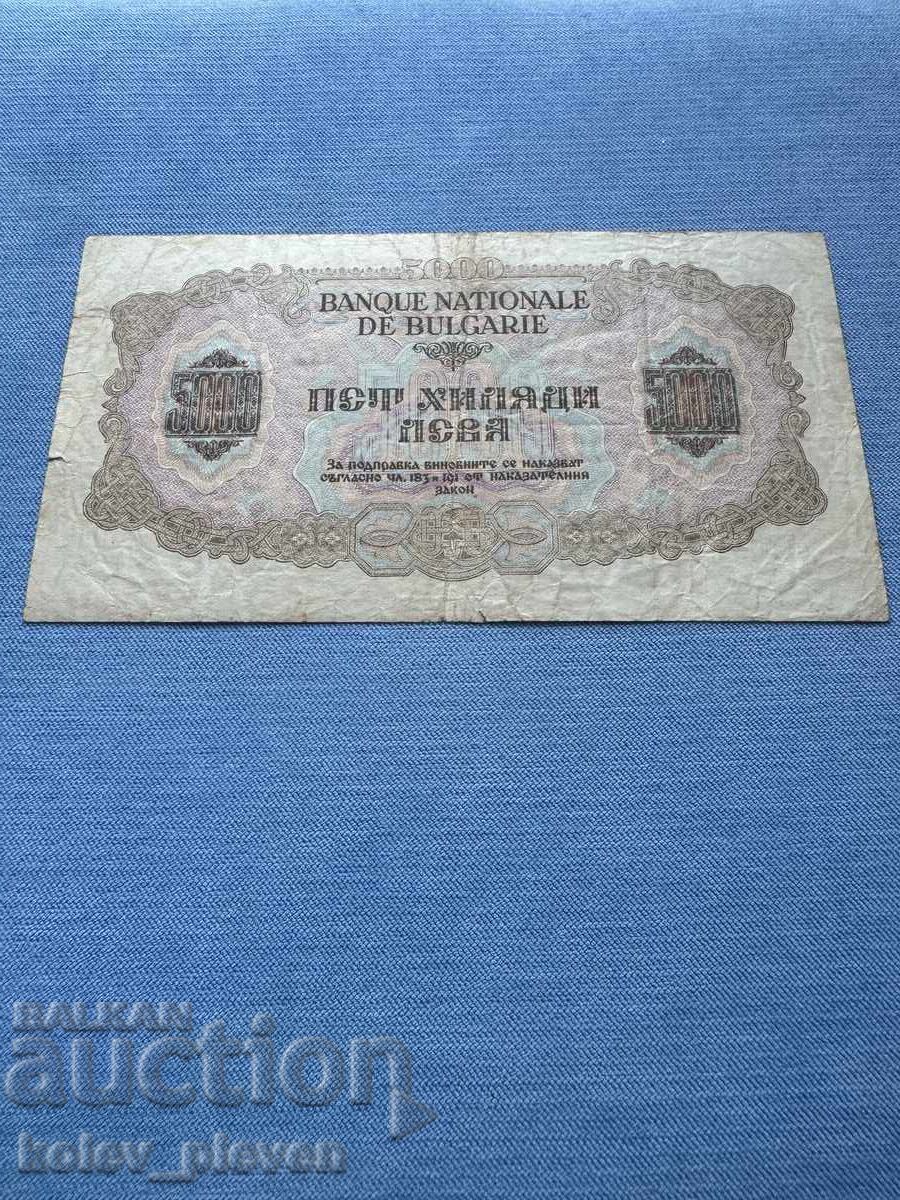 5000
BANQUE NATIONALE
DE BULGARIE
5000
ПЕТ ХИЛЯДИ
ЛЕВА
5000
За подправка виновните се наказват
съгласно чл. 183 и 191 от наказателния
закон
BALKAN
auction
kolev_pleven